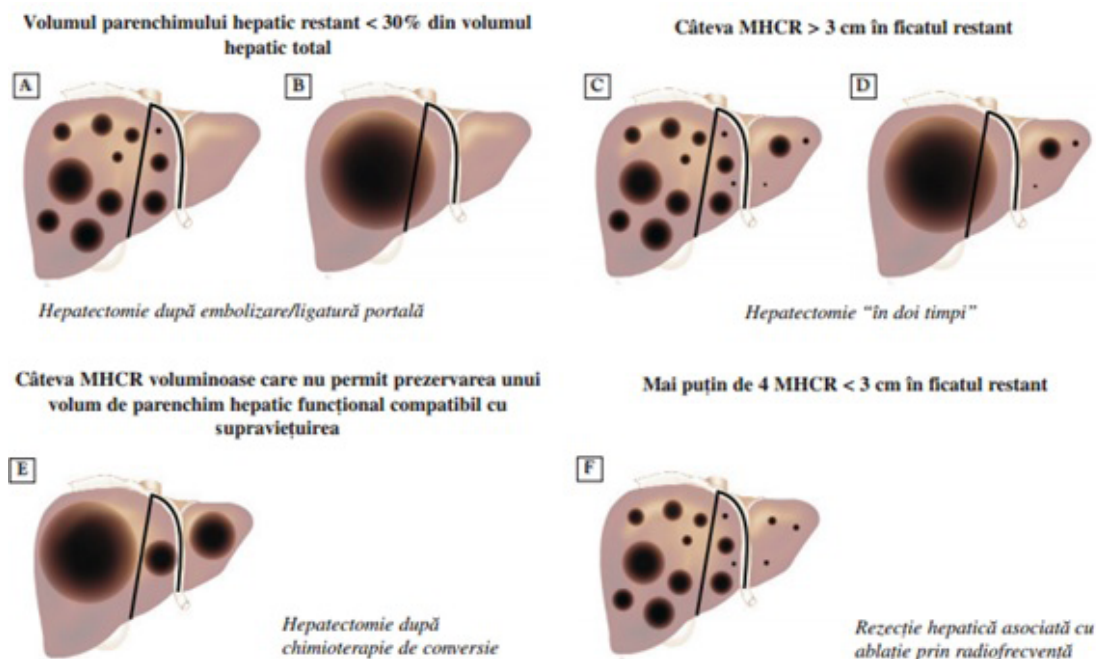 Volumul parenchimului hepatic restant < 30% din volumul
hepatic total
Câteva MHCR > 3 cm în ficatul restant
A
B
C
D
Hepatectomie după embolizare/ligatură portală
Hepatectomie “în doi timpi”
Câteva MHCR voluminoase care nu permit prezervarea unui
volum de parenchim hepatic funcțional compatibil cu
supraviețuirea
Mai puțin de 4 MHCR < 3 cm în ficatul restant
E
F
Hepatectomie după
chimioterapie de conversie
Rezecție hepatică asociată cu
ablație prin radiofrecvență